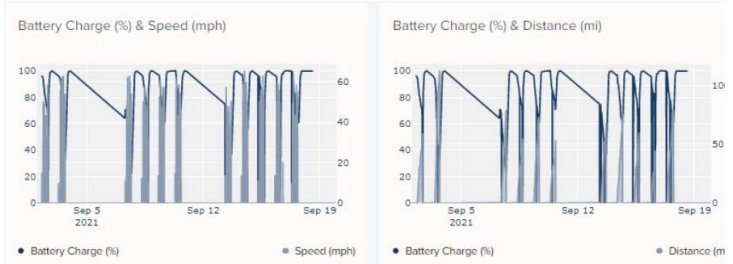 Battery Charge (%) & Speed (mph)
100
80
60
40
20
0
60
40
20
0
Sep 5
2021
Sep 12
Sep 19
Battery Charge (%)
Speed (mph)
Battery Charge (%) & Distance (mi)
100
80
60
40
20
0
10
50
0
Sep 5
2021
Sep 12
Sep 19
Battery Charge (%)
Distance (m